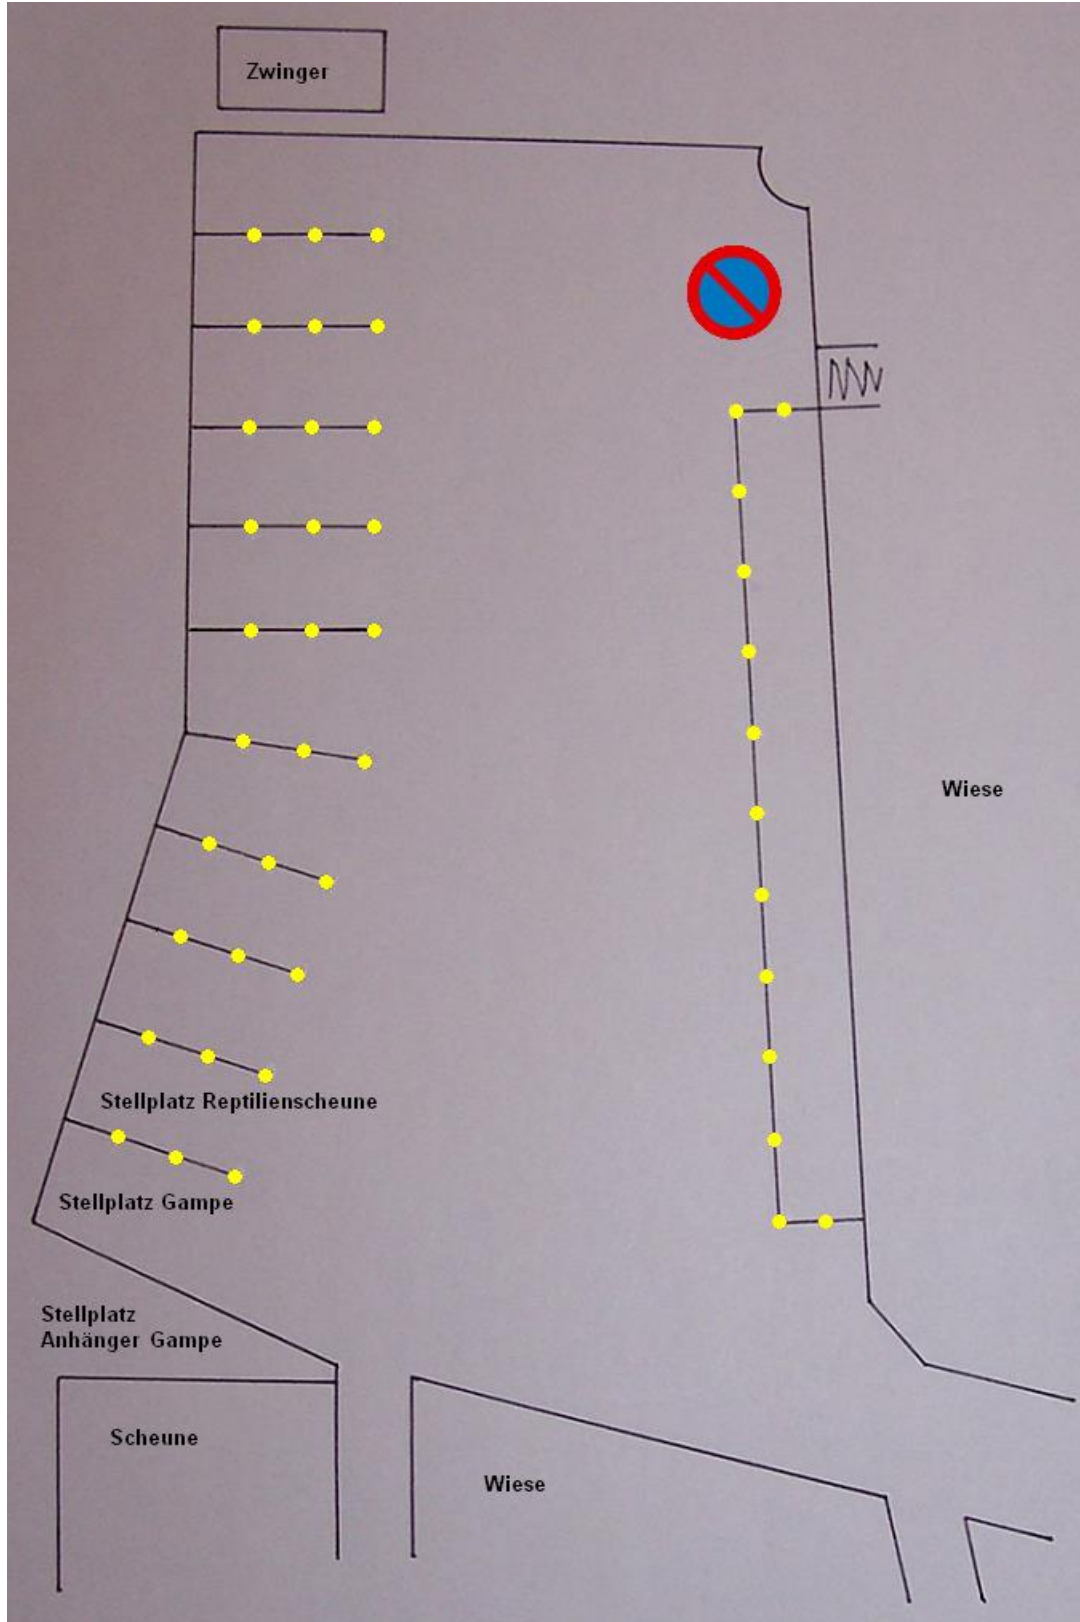 Zwinger
Wiese
Stellplatz Reptilienscheune
Stellplatz Gampe
Stellplatz
Anhänger Gampe
Scheune
Wiese